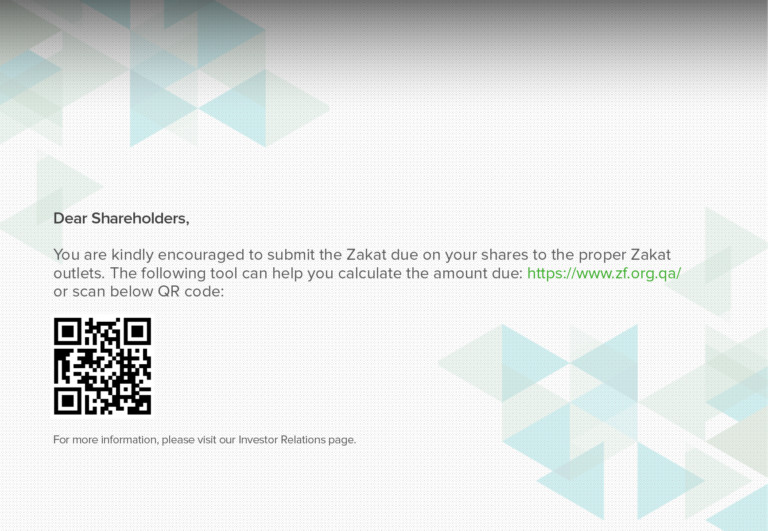 Dear Shareholders,
You are kindly encouraged to submit the Zakat due on your shares to the proper Zakat
outlets. The following tool can help you calculate the amount due: https://www.zf.org.qa/
or scan below QR code:
For more information, please visit our Investor Relations page.